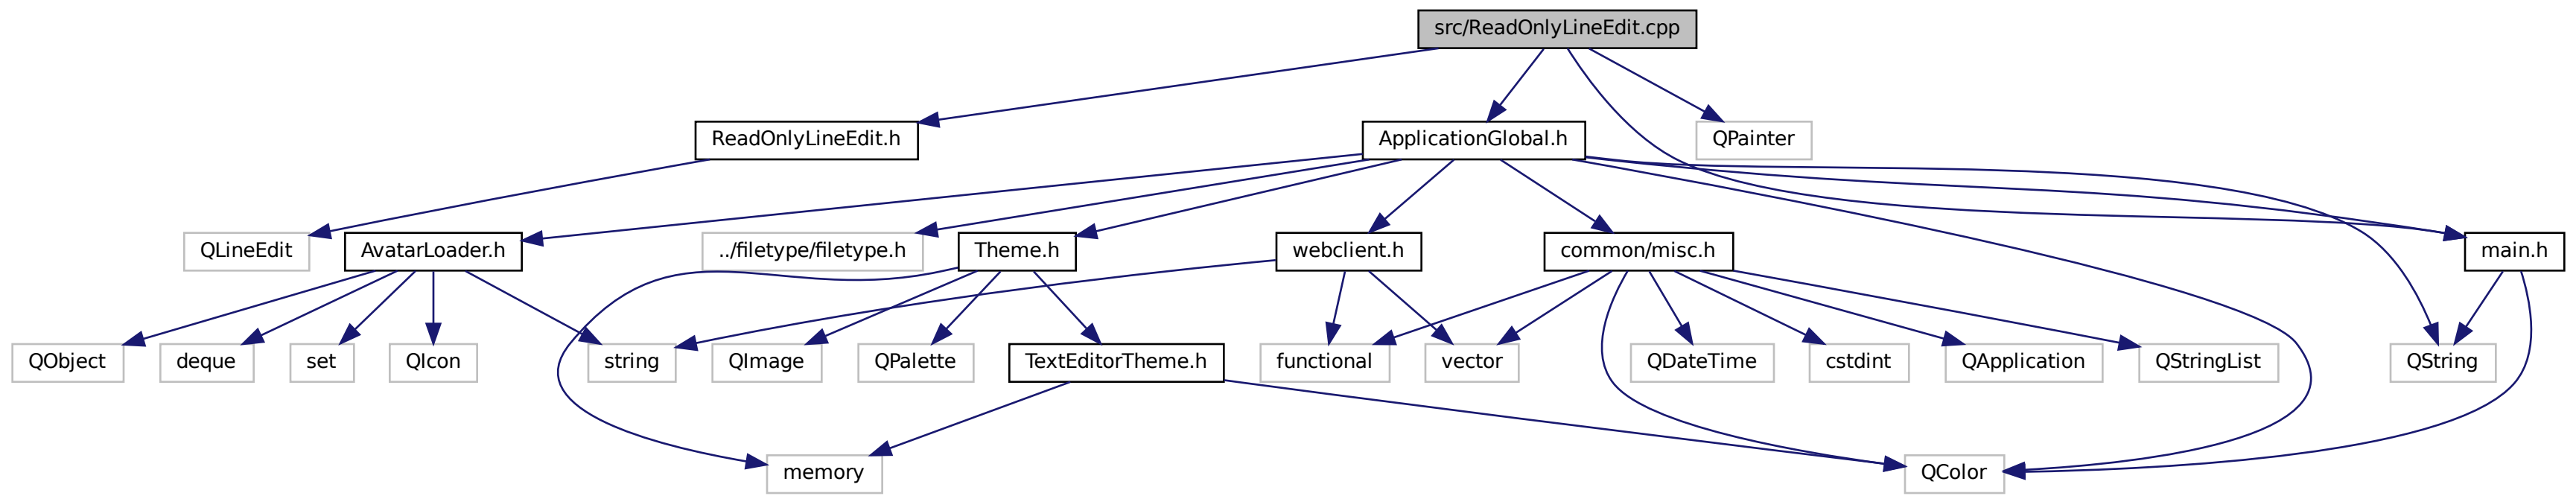 src/ReadOnlyLineEdit.cpp
ReadOnlyLineEdit.h
ApplicationGlobal.h
QPainter
QLineEdit
AvatarLoader.h
../filetype/filetype.h
Theme.h
webclient.h
common/misc.h
main.h
QObject
deque
set
QIcon
string
QImage
QPalette
TextEditorTheme.h
functional
vector
QDateTime
cstdint
QApplication
QStringList
QString
memory
QColor